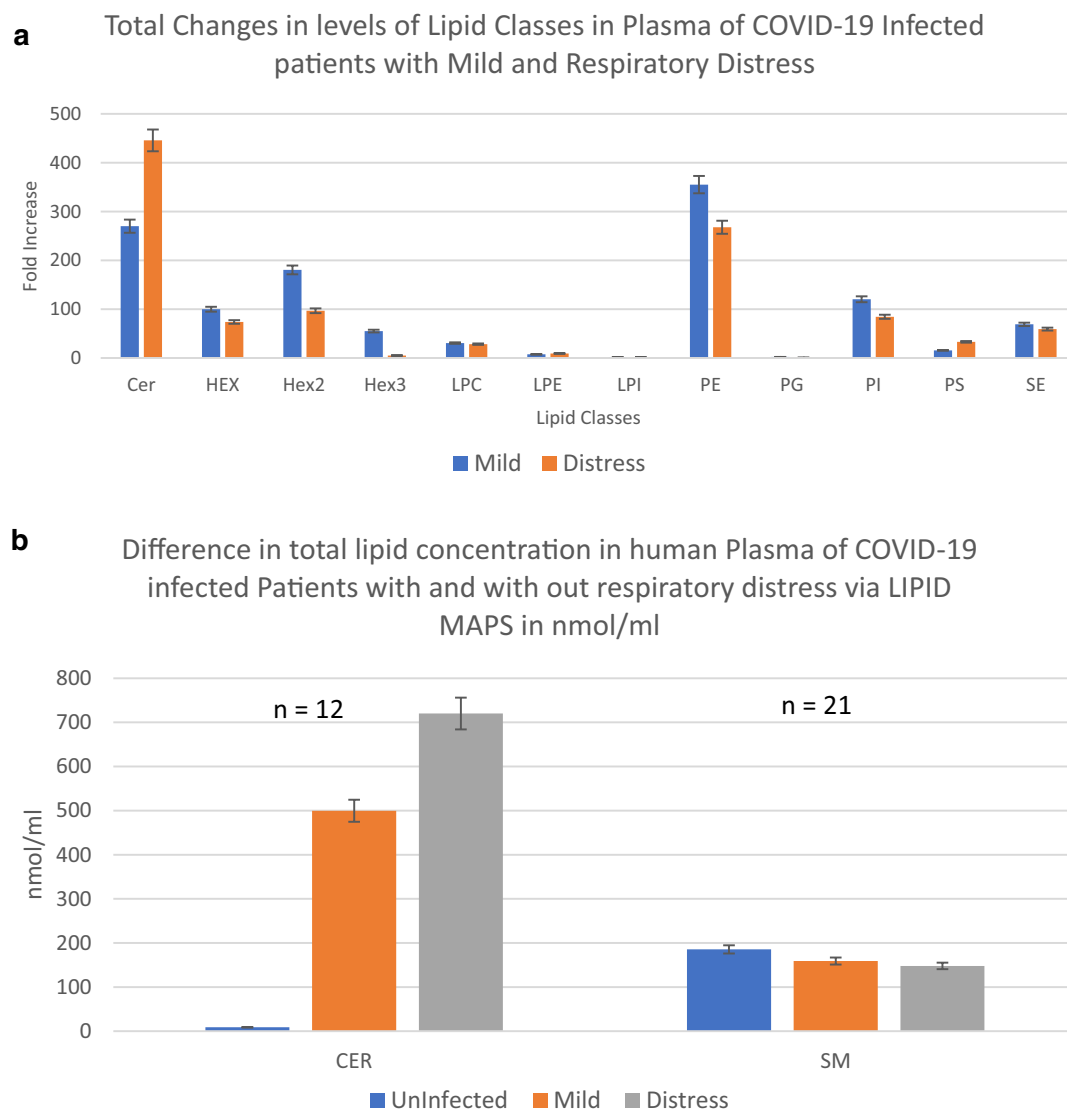 a
Total Changes in levels of Lipid Classes in Plasma of COVID-19 Infected
patients with Mild and Respiratory Distress
500
400
300
200
100
0
Fold Increase
Cer HEX Hex2 Hex3 LPC LPE LPI PE PG PI PS SE
Lipid Classes
Mild Distress
b
Difference in total lipid concentration in human Plasma of COVID-19
infected Patients with and with out respiratory distress via LIPID
MAPS in nmol/ml
800
700
600
500
400
300
200
100
0
nmol/ml
n = 12 n = 21
CER SM
UnInfected Mild Distress